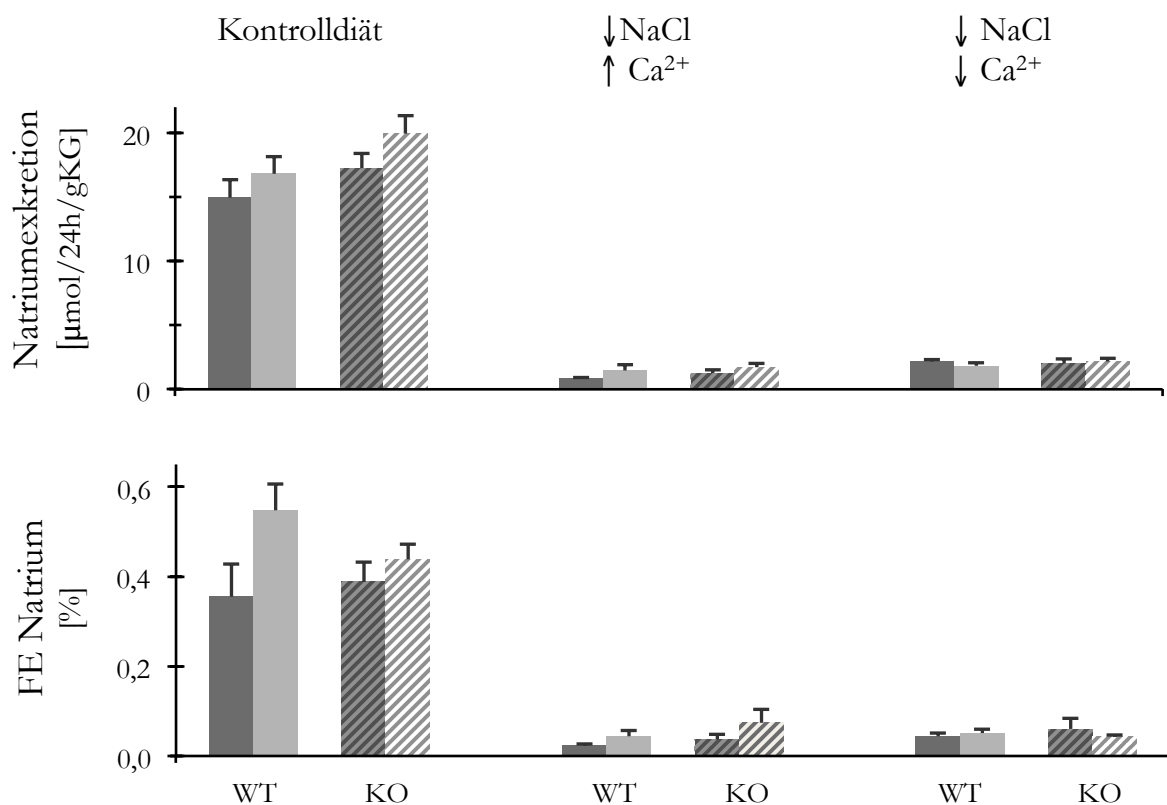 Kontrolldiät
↓NaCl
↑ Ca²⁺
↓ NaCl
↓ Ca²⁺
Natriumexkretion
[µmol/24h/gKG]
20
10
0
FE Natrium
[%]
0,6
0,4
0,2
0,0
WT KO WT KO WT KO